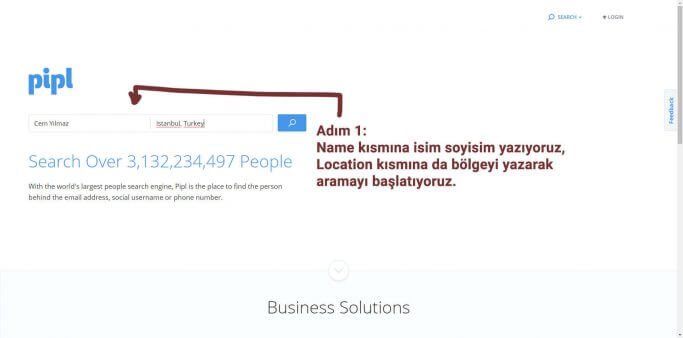 SEARCH
LOGIN
pipl
Cem Yılmaz
Istanbul, Turkey
Feedback
Adım 1:
Name kısmına isim soyisim yazıyoruz,
Location kısmına da bölgeyi yazarak
aramayı başlatıyoruz.
Search Over 3,132,234,497 People
With the world's largest people search engine, Pipl is the place to find the person
behind the email address, social username or phone number.
Business Solutions